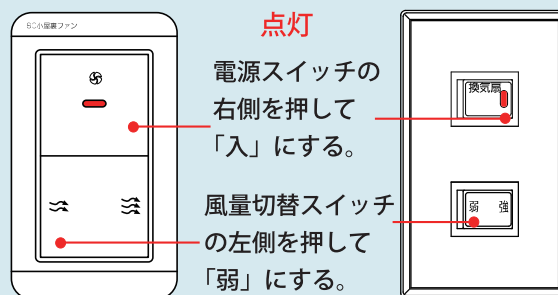 SC小屋裏ファン
点灯
電源スイッチの
右側を押して
「入」にする。
換気扇
風量切替スイッチ
の左側を押して
「弱」にする。
弱 強